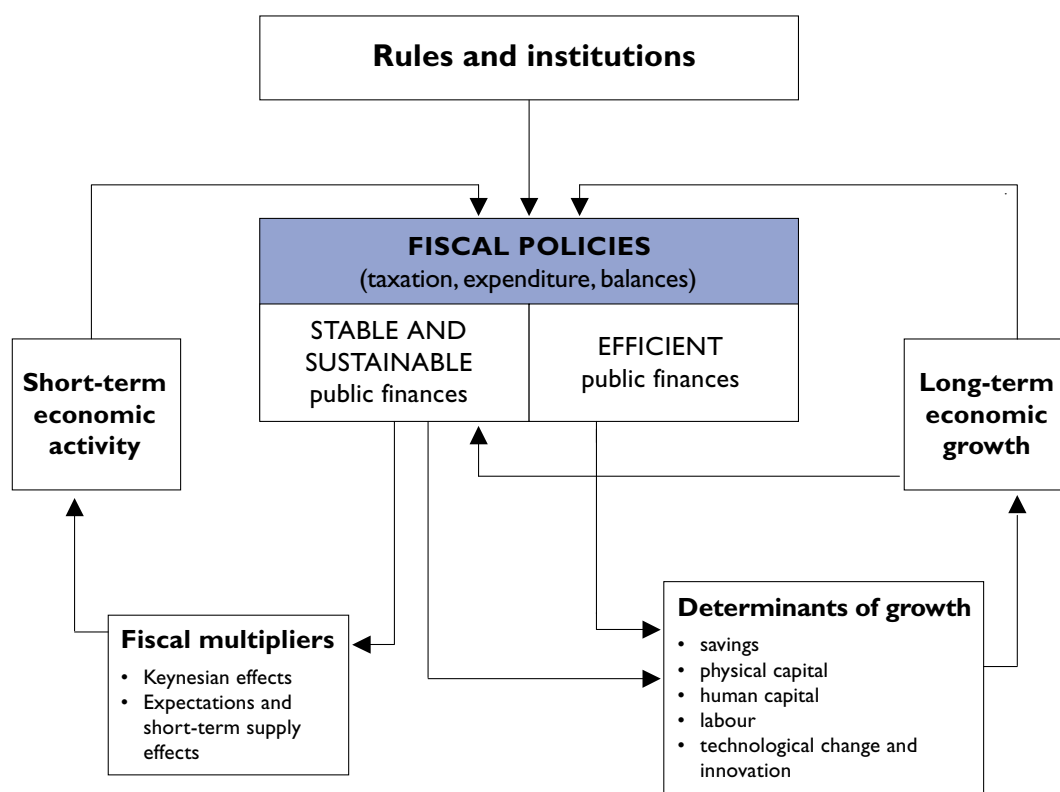 Rules and institutions
FISCAL POLICIES
(taxation, expenditure, balances)
STABLE AND
SUSTAINABLE
public finances
EFFICIENT
public finances
Short-term
economic
activity
Long-term
economic
growth
Fiscal multipliers
• Keynesian effects
• Expectations and
short-term supply
effects
Determinants of growth
• savings
• physical capital
• human capital
• labour
• technological change and
innovation